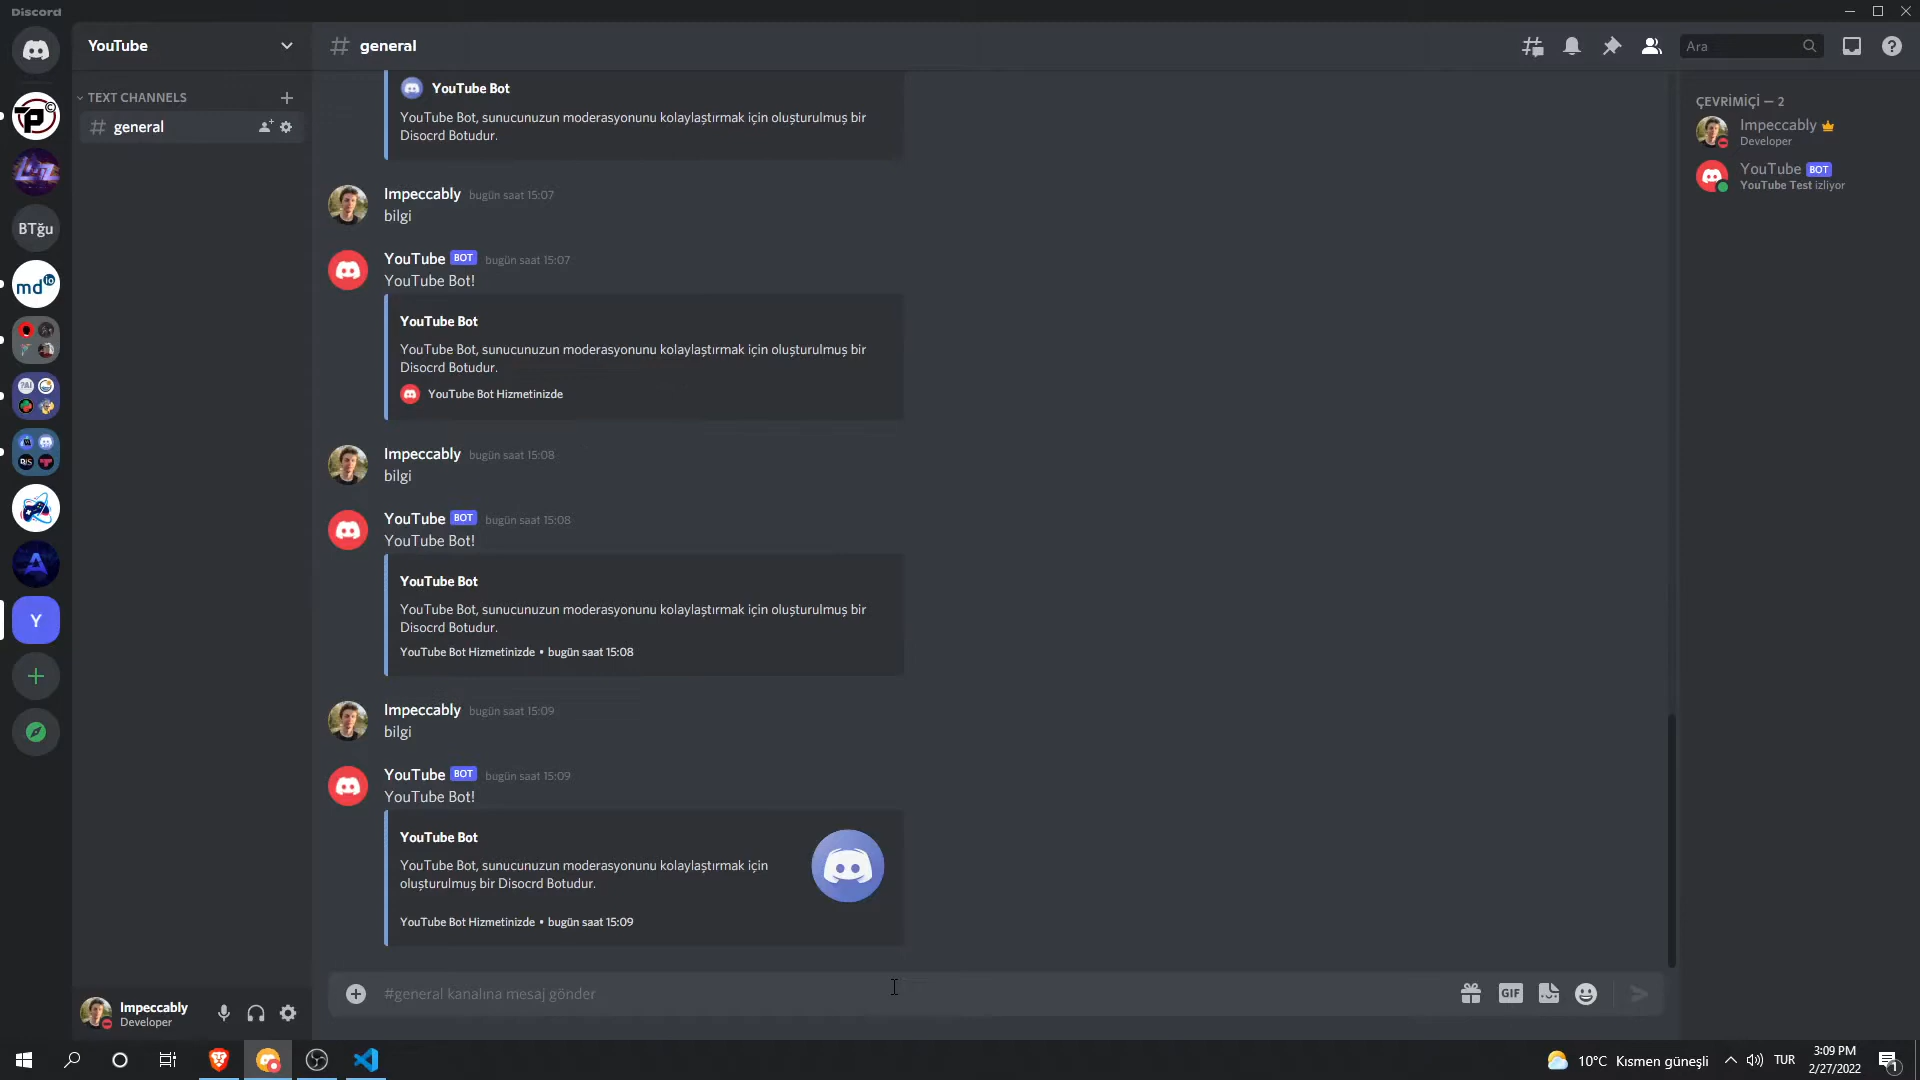 Discord
YouTube
# general
Ara
TEXT CHANNELS
# general
BTğu
md io
Y
YouTube Bot
YouTube Bot, sunucunuzun moderasyonunu kolaylaştırmak için oluşturulmuş bir
Disocrd Botudur.
Impeccably bugün saat 15:07
bilgi
YouTube BOT bugün saat 15:07
YouTube Bot!
YouTube Bot
YouTube Bot, sunucunuzun moderasyonunu kolaylaştırmak için oluşturulmuş bir
Disocrd Botudur.
YouTube Bot Hizmetinizde
Impeccably bugün saat 15:08
bilgi
YouTube BOT bugün saat 15:08
YouTube Bot!
YouTube Bot
YouTube Bot, sunucunuzun moderasyonunu kolaylaştırmak için oluşturulmuş bir
Disocrd Botudur.
YouTube Bot Hizmetinizde • bugün saat 15:08
Impeccably bugün saat 15:09
bilgi
YouTube BOT bugün saat 15:09
YouTube Bot!
YouTube Bot
YouTube Bot, sunucunuzun moderasyonunu kolaylaştırmak için
oluşturulmuş bir Disocrd Botudur.
YouTube Bot Hizmetinizde • bugün saat 15:09
#general kanalına mesaj gönder
GIF
ÇEVRİMİÇİ — 2
Impeccably
Developer
YouTube BOT
YouTube Test izliyor
Impeccably
Developer
10°C Kısmen güneşli
TUR
3:09 PM
2/27/2022
1